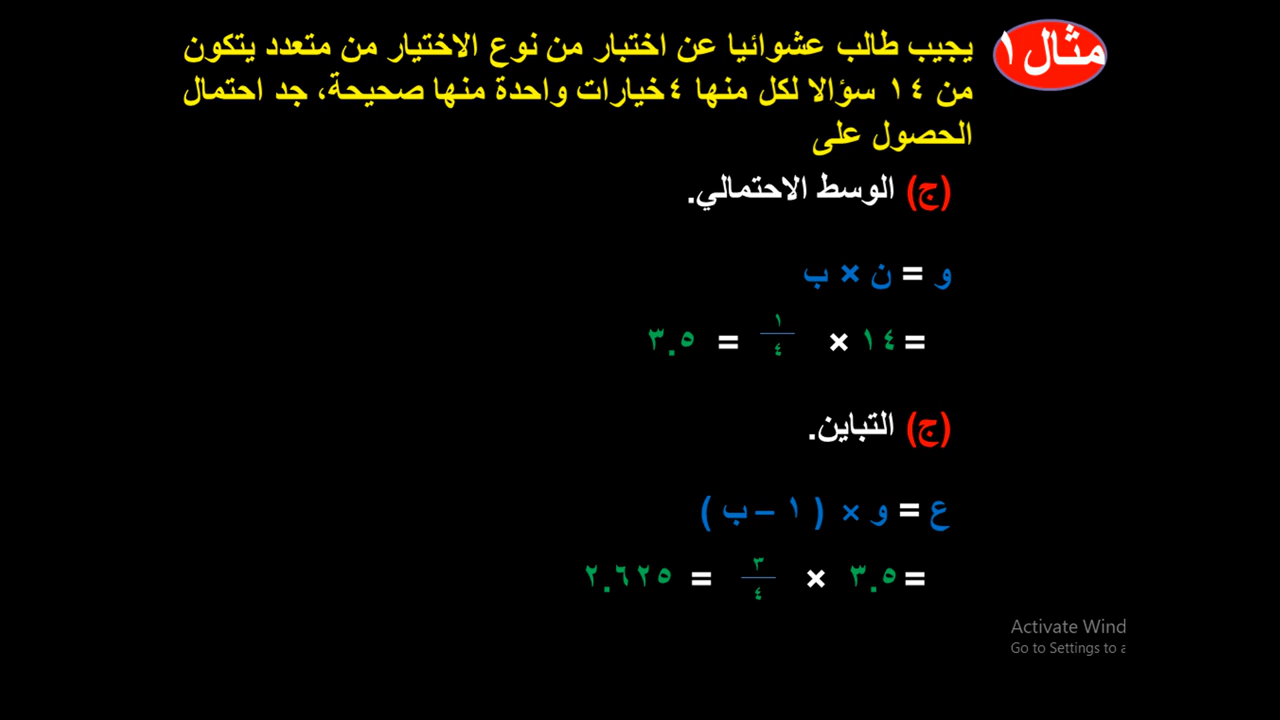 مثال ١
يجيب طالب عشوائيا عن اختبار من نوع الاختيار من متعدد يتكون
من ١٤ سؤالا لكل منها ٤ خيارات واحدة منها صحيحة، جد احتمال
الحصول على
(ج) الوسط الاحتمالي.
و = ن × ب
= ١٤ × ١/٤ = ٣.٥
(ج) التباين.
ع = و × ( ١ – ب )
= ٣.٥ × ٣/٤ = ٢.٦٢٥
Activate Wind
Go to Settings to a